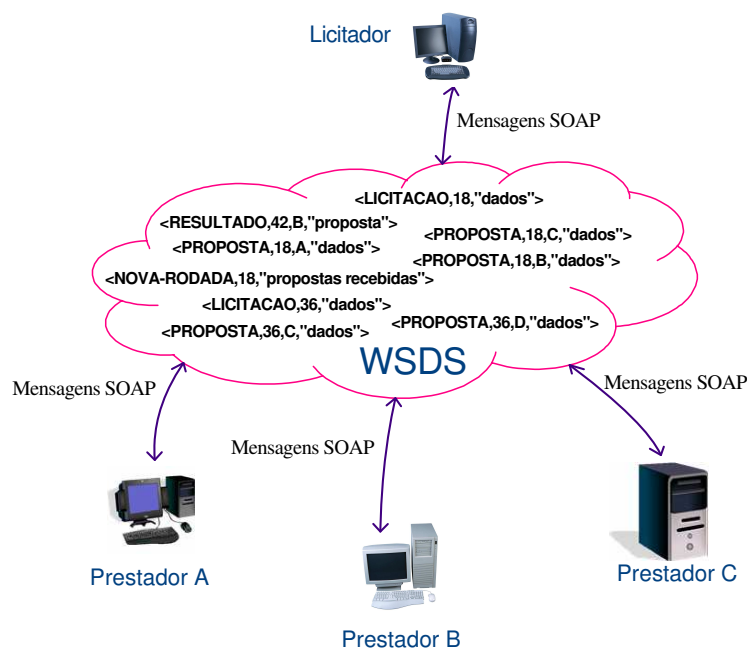 Licitador
Mensagens SOAP
<LICITACAO,18,"dados">
<RESULTADO,42,B,"proposta">
<PROPOSTA,18,A,"dados">
<PROPOSTA,18,C,"dados">
<PROPOSTA,18,B,"dados">
<NOVA-RODADA,18,"propostas recebidas">
<LICITACAO,36,"dados">
<PROPOSTA,36,C,"dados">
<PROPOSTA,36,D,"dados">
WSDS
Mensagens SOAP
Mensagens SOAP
Mensagens SOAP
Prestador A
Prestador B
Prestador C